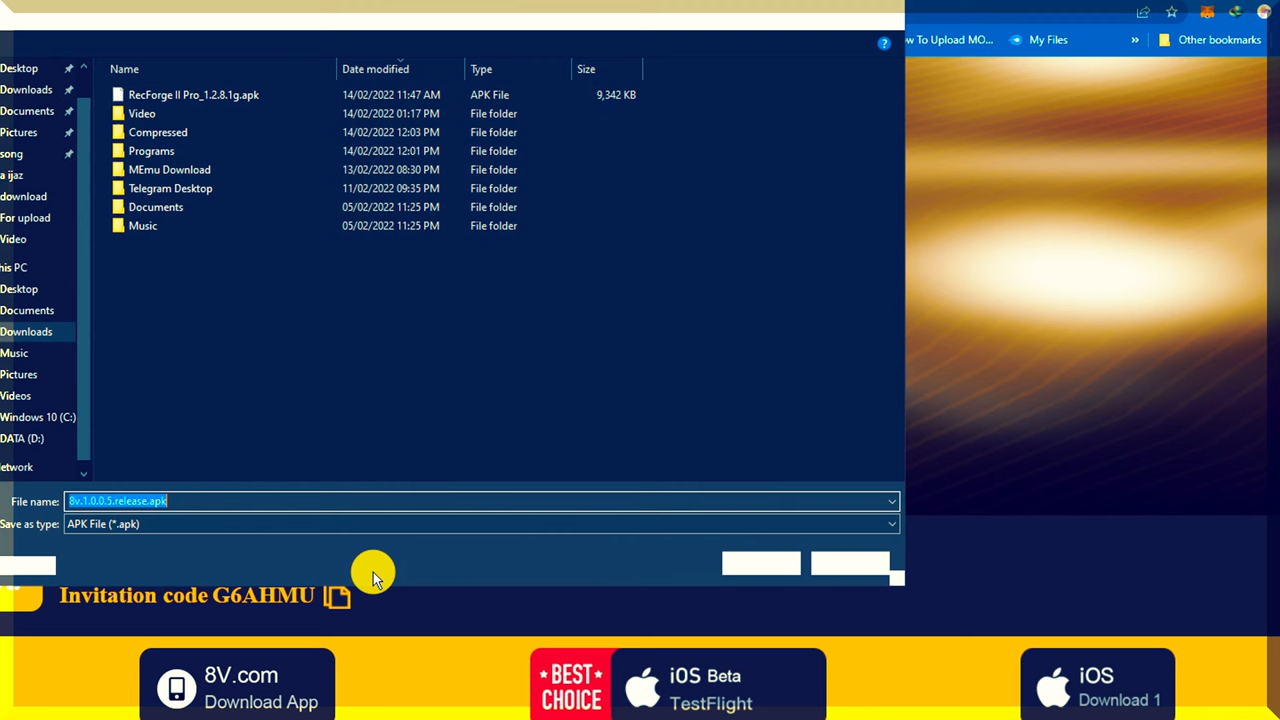 ow To Upload MO... My Files » Other bookmarks
?
Desktop
Downloads
Documents
Pictures
song
a ijaz
download
For upload
Video
his PC
Desktop
Documents
Downloads
Music
Pictures
Videos
Windows 10 (C:)
DATA (D:)
etwork
Name Date modified Type Size
RecForge II Pro_1.2.8.1g.apk 14/02/2022 11:47 AM APK File 9,342 KB
Video 14/02/2022 01:17 PM File folder
Compressed 14/02/2022 12:03 PM File folder
Programs 14/02/2022 12:01 PM File folder
MEmu Download 13/02/2022 08:30 PM File folder
Telegram Desktop 11/02/2022 09:35 PM File folder
Documents 05/02/2022 11:25 PM File folder
Music 05/02/2022 11:25 PM File folder
File name: 8v.1.0.0.5.release.apk
Save as type: APK File (*.apk)
Invitation code G6AHMU
8V.com
Download App
BEST
CHOICE
iOS Beta
TestFlight
iOS
Download 1